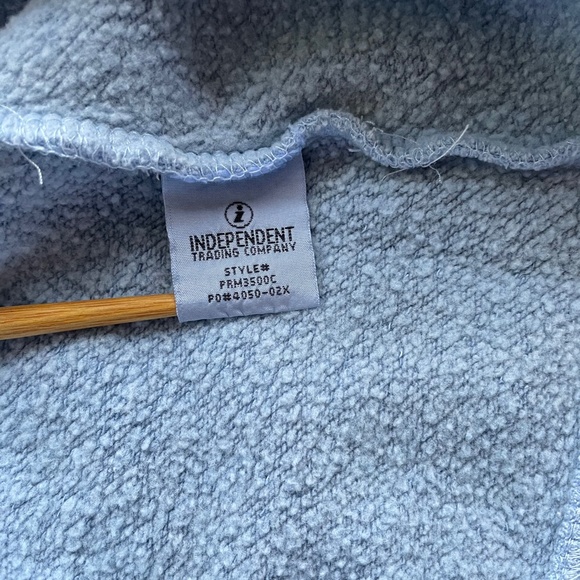 i
INDEPENDENT
TRADING COMPANY
STYLE#
PRM3500C
PO#4050-02X